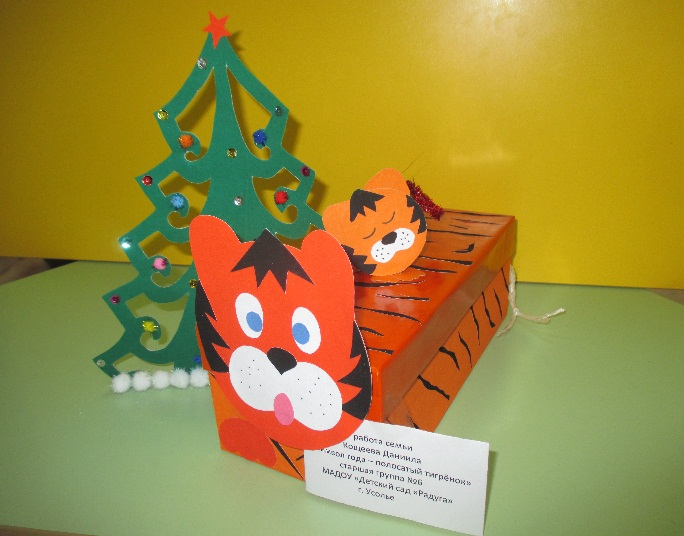 работа семьи
Кощеева Даниила
года – полосатый тигрёнок»
старшая группа №6
МАДОУ «Детский сад «Радуга»
г. Усолье